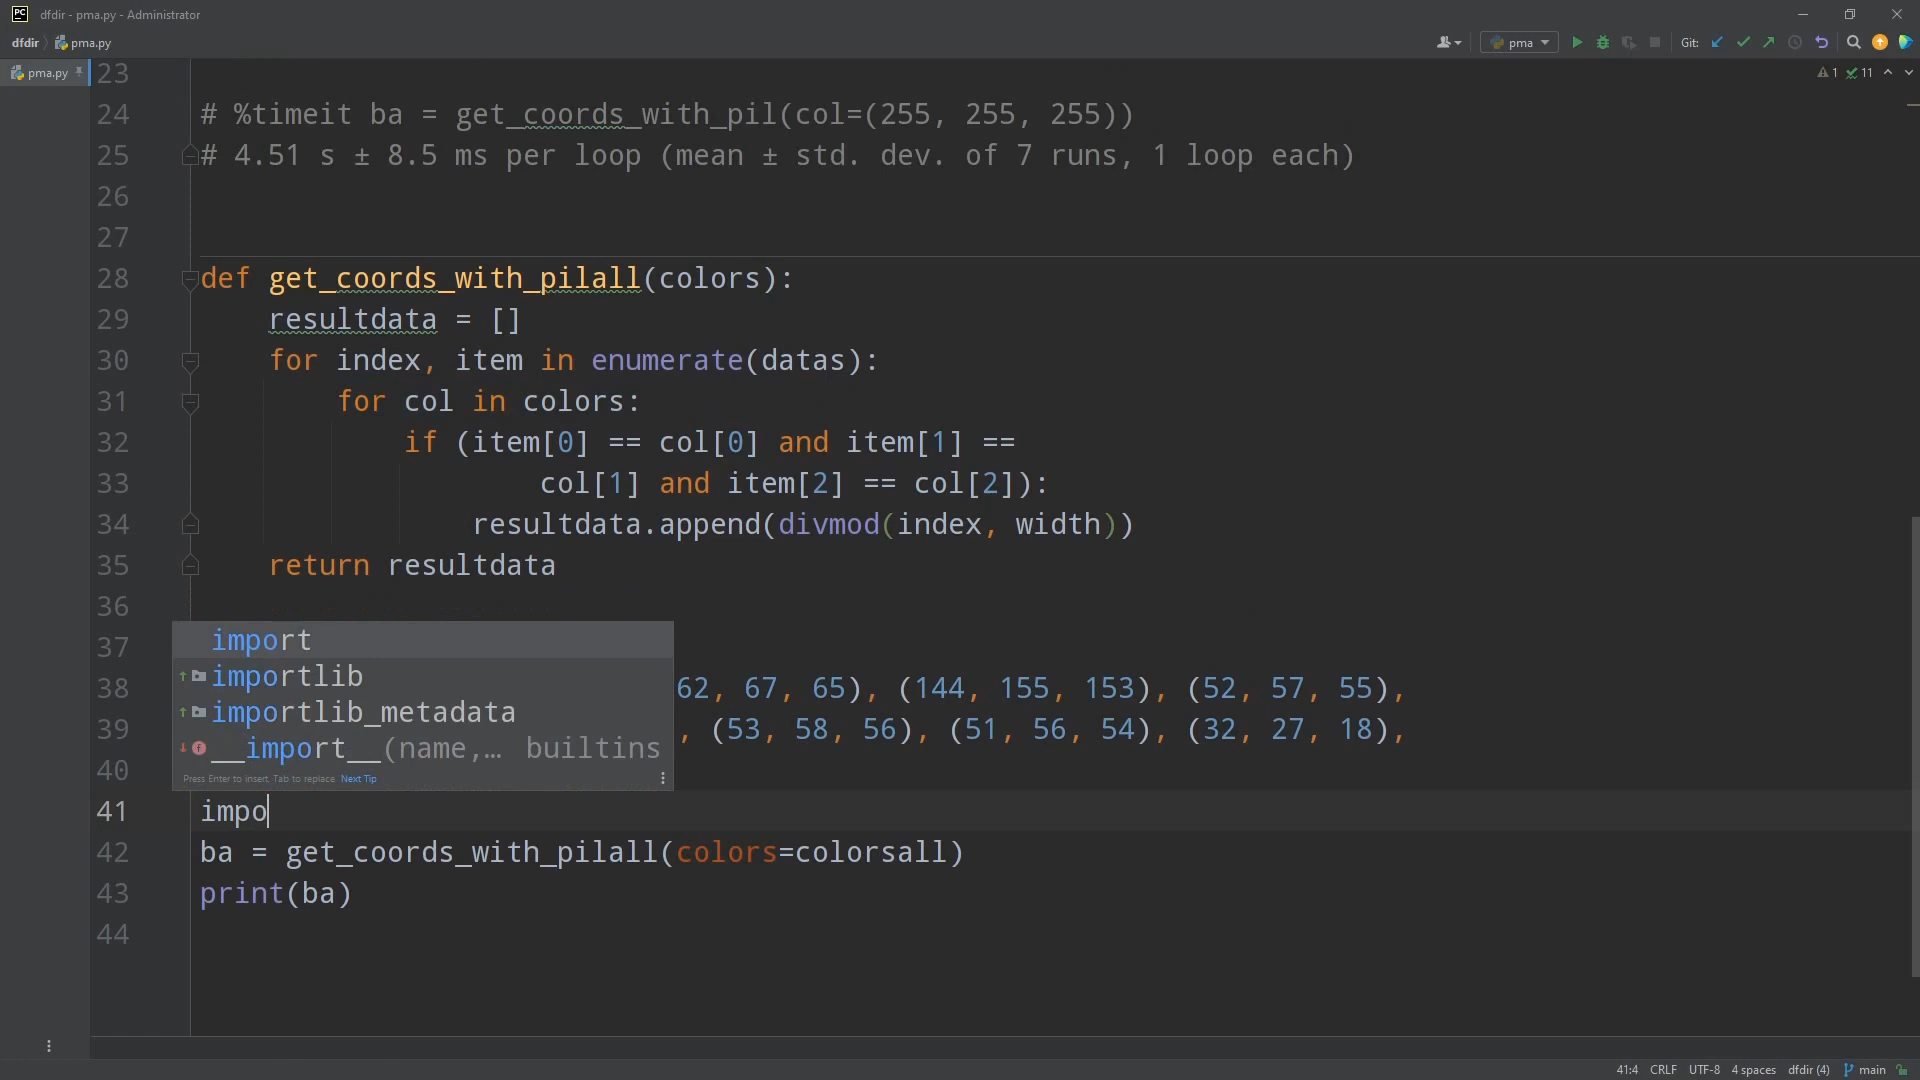 PC dfdir - pma.py - Administrator
dfdir pma.py
pma Git:
pma.py
1 11
23
24 # %timeit ba = get_coords_with_pil(col=(255, 255, 255))
25 # 4.51 s ± 8.5 ms per loop (mean ± std. dev. of 7 runs, 1 loop each)
26
27
28 def get_coords_with_pilall(colors):
29 resultdata = []
30 for index, item in enumerate(datas):
31 for col in colors:
32 if (item[0] == col[0] and item[1] ==
33 col[1] and item[2] == col[2]):
34 resultdata.append(divmod(index, width))
35 return resultdata
36
37
import
importlib
importlib_metadata
__import__(name,… builtins
Press Enter to insert, Tab to replace Next Tip
38 62, 67, 65), (144, 155, 153), (52, 57, 55),
39 , (53, 58, 56), (51, 56, 54), (32, 27, 18),
40
41 impo
42 ba = get_coords_with_pilall(colors=colorsall)
43 print(ba)
44
41:4 CRLF UTF-8 4 spaces dfdir (4) main